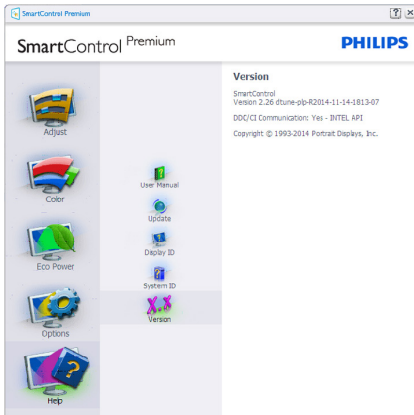 SmartControl Premium
SmartControl Premium
PHILIPS
Adjust
Color
Eco Power
Options
Help
User Manual
Update
Display ID
System ID
X.X
Version
Version
SmartControl
Version 2.26 dtune-plp-R2014-11-14-1813-07
DDC/CI Communication: Yes - INTEL API
Copyright © 1993-2014 Portrait Displays, Inc.